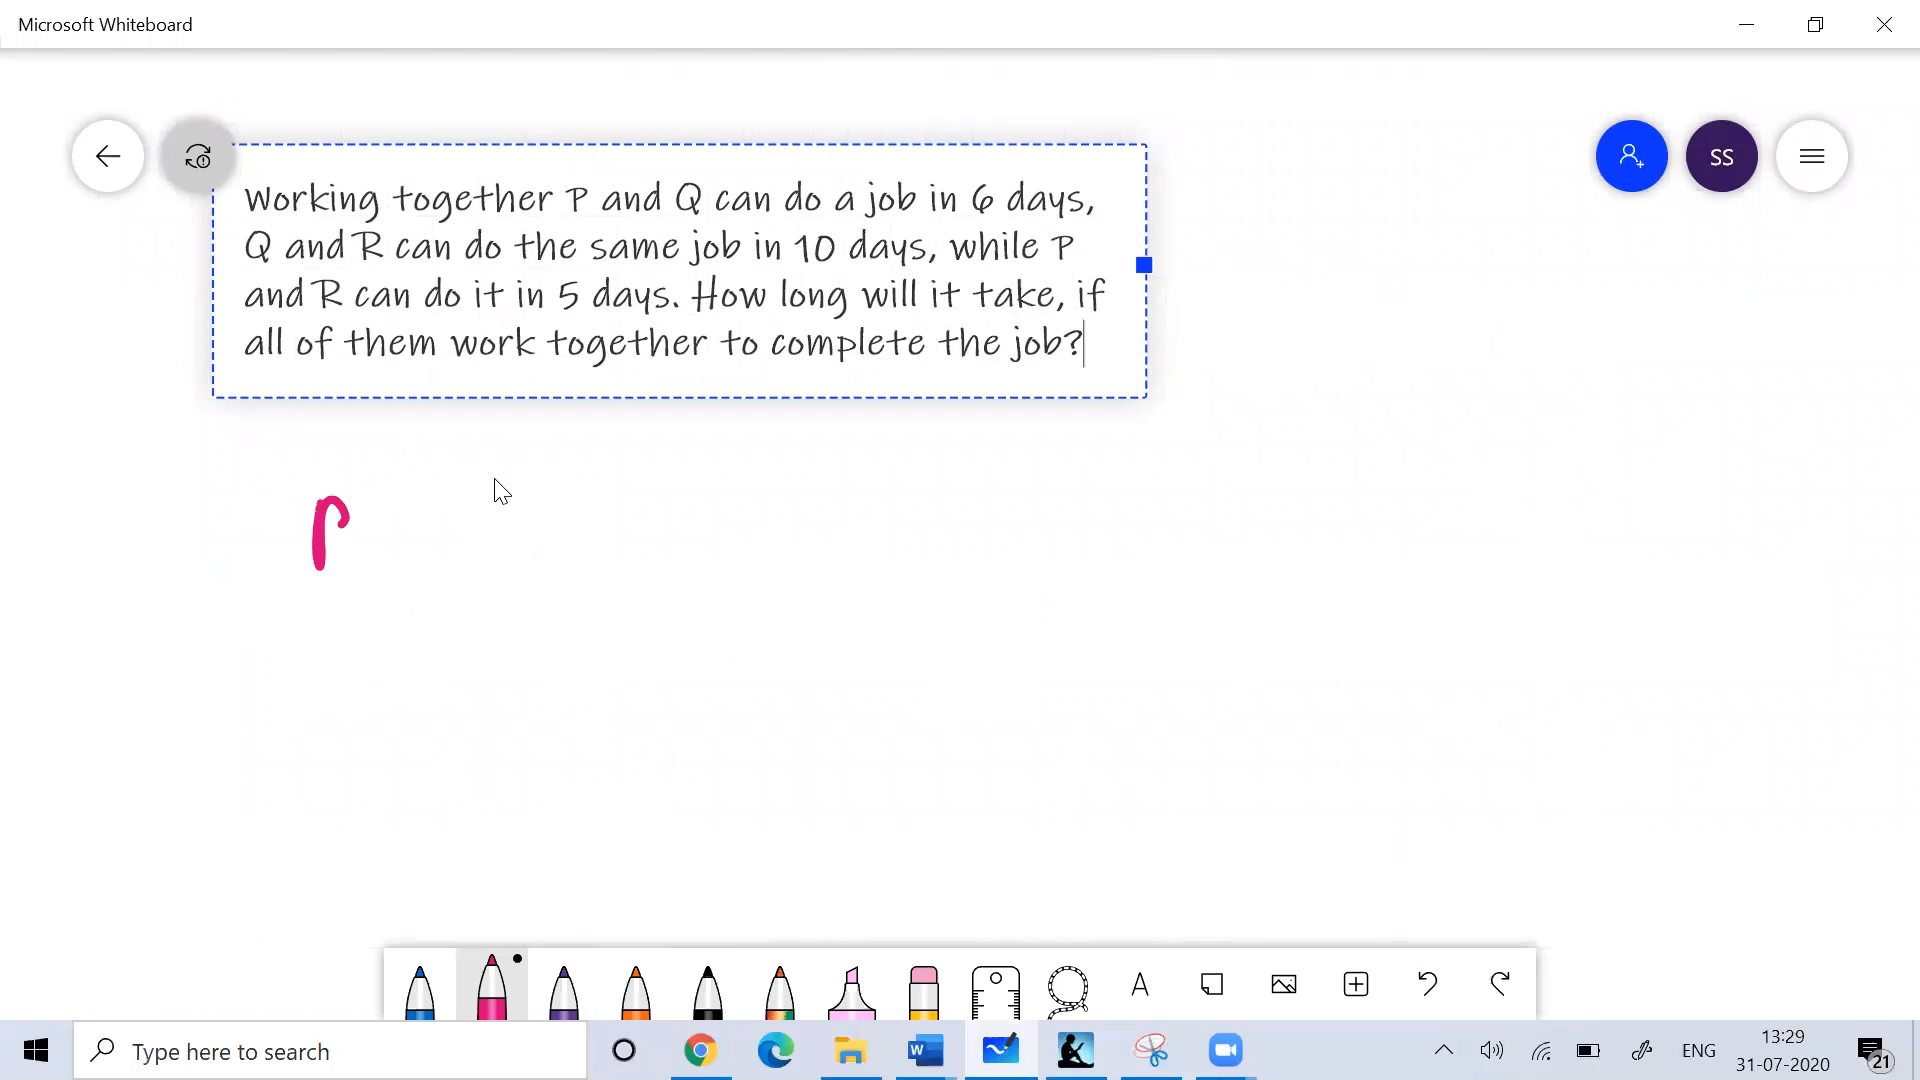 Microsoft Whiteboard
SS
Working together P and Q can do a job in 6 days,
Q and R can do the same job in 10 days, while P
and R can do it in 5 days. How long will it take, if
all of them work together to complete the job?
P
A
Type here to search
W
ENG
13:29
31-07-2020
21